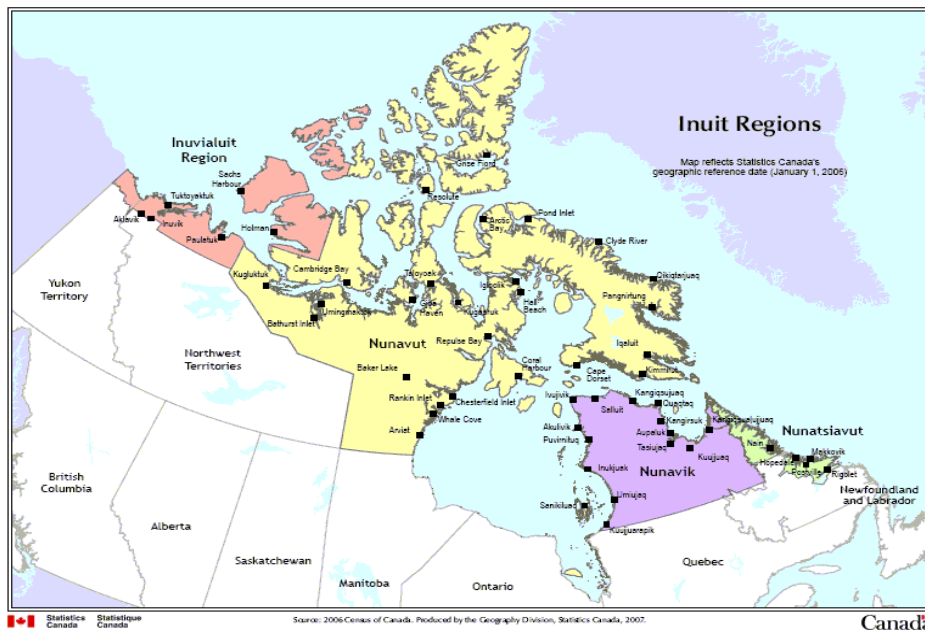 Inuit Regions
Map reflects Statistics Canada's
geographic reference date (January 1, 2006)
Inuvialuit
Region
Sachs
Harbour
Grise Fiord
Resolute
Tuktoyaktuk
Aklavik
Inuvik
Paulatuk
Holman
Arctic
Bay
Pond Inlet
Clyde River
Qikiqtarjuaq
Pangnirtung
Kugluktuk
Cambridge Bay
Taloyoak
Igloolik
Hall
Beach
Yukon
Territory
Umingmaktok
Bathurst Inlet
Gjoa
Haven
Kugaaruk
Repulse Bay
Iqaluit
Kimmirut
Northwest
Territories
Nunavut
Baker Lake
Coral
Harbour
Cape
Dorset
Rankin Inlet
Chesterfield Inlet
Whale Cove
Arviat
Ivujivik
Salluit
Kangiqsujuaq
Quaqtaq
Kangirsuk
Kangiqsualujjuaq
Akulivik
Aupaluk
Puvirnituq
Tasiujaq
Kuujjuaq
Nunatsiavut
Nain
Makkovik
Hopedale
Postville
Rigolet
Inukjuak
Nunavik
Newfoundland
and Labrador
Umiujaq
Sanikiluaq
Kuujjuarapik
British
Columbia
Alberta
Saskatchewan
Manitoba
Ontario
Quebec
Statistics Canada
Statistique Canada
Source: 2006 Census of Canada. Produced by the Geography Division, Statistics Canada, 2007.
Canada